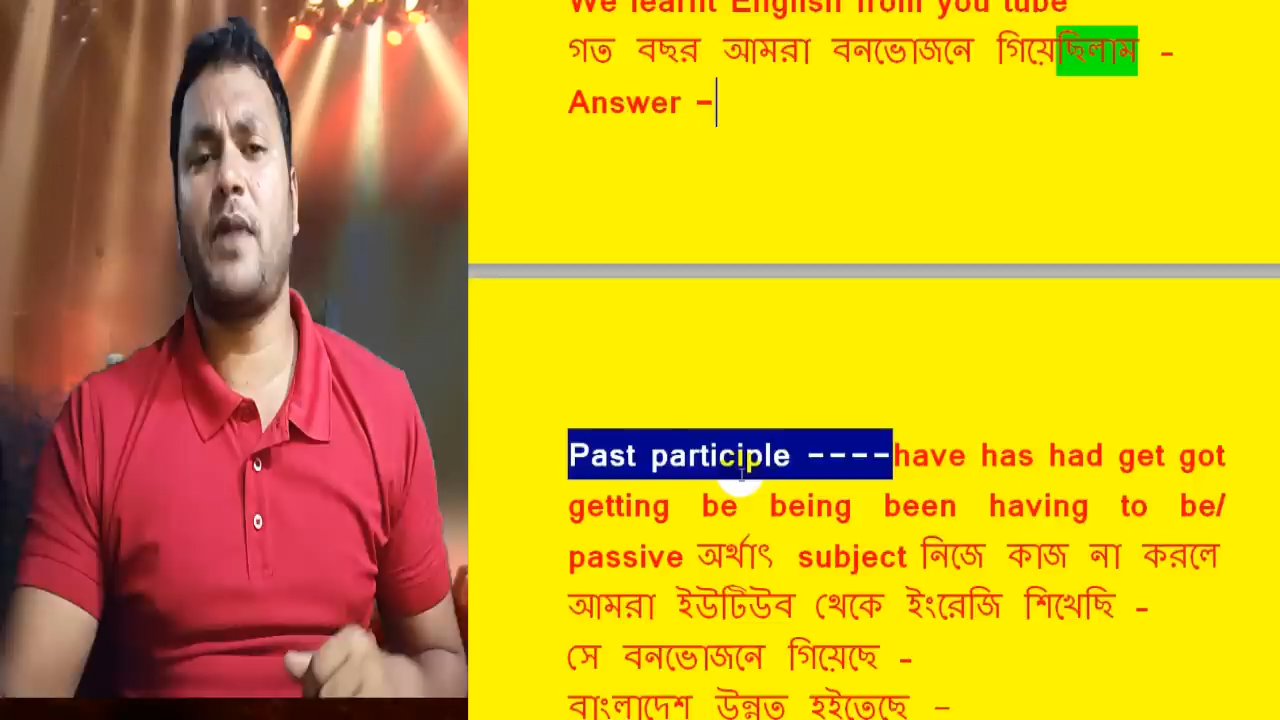 We learnt English from you tube
গত বছর আমরা বনভোজনে গিয়েছিলাম -
Answer -
Past participle ----have has had get got
getting be being been having to be/
passive অর্থাৎ subject নিজে কাজ না করলে
আমরা ইউটিউব থেকে ইংরেজি শিখেছি -
সে বনভোজনে গিয়েছে -
বাংলাদেশ উন্নত হইতেছে -